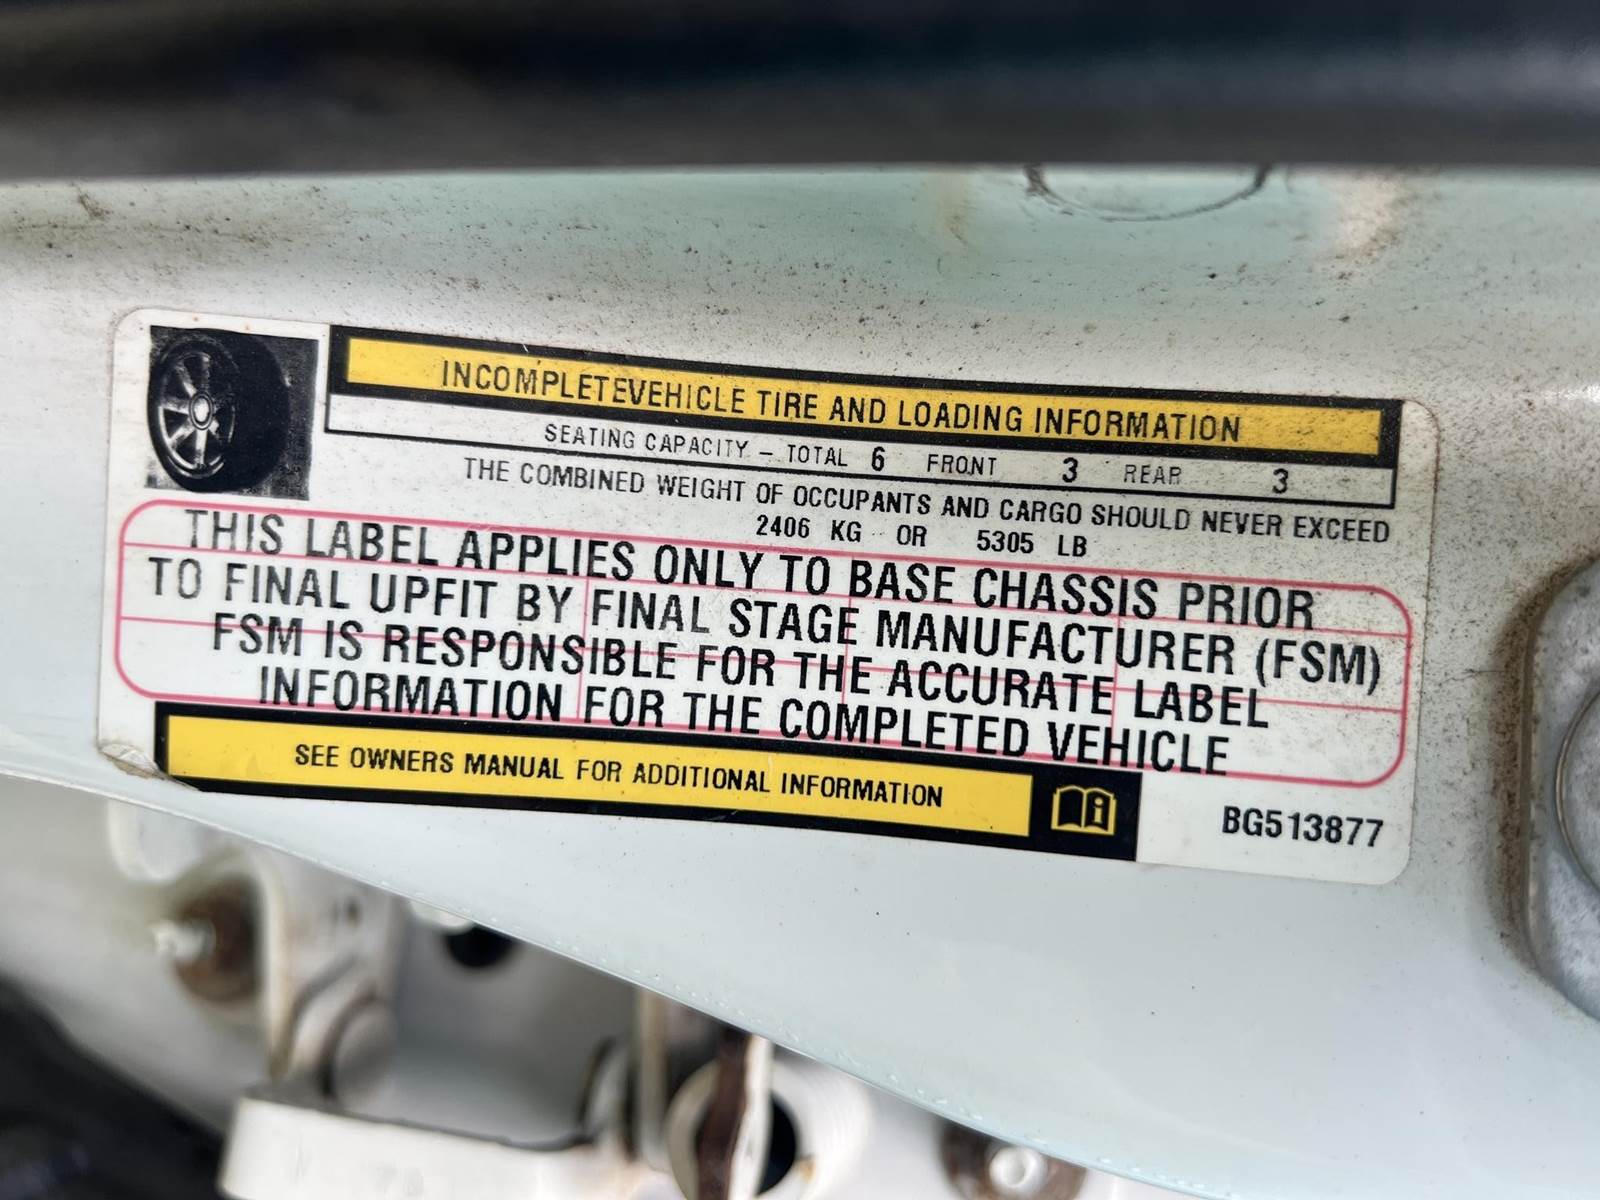 INCOMPLETEVEHICLE TIRE AND LOADING INFORMATION
SEATING CAPACITY – TOTAL 6 FRONT 3 REAR 3
THE COMBINED WEIGHT OF OCCUPANTS AND CARGO SHOULD NEVER EXCEED
2406 KG OR 5305 LB
THIS LABEL APPLIES ONLY TO BASE CHASSIS PRIOR
TO FINAL UPFIT BY FINAL STAGE MANUFACTURER (FSM)
FSM IS RESPONSIBLE FOR THE ACCURATE LABEL
INFORMATION FOR THE COMPLETED VEHICLE
SEE OWNERS MANUAL FOR ADDITIONAL INFORMATION
BG513877